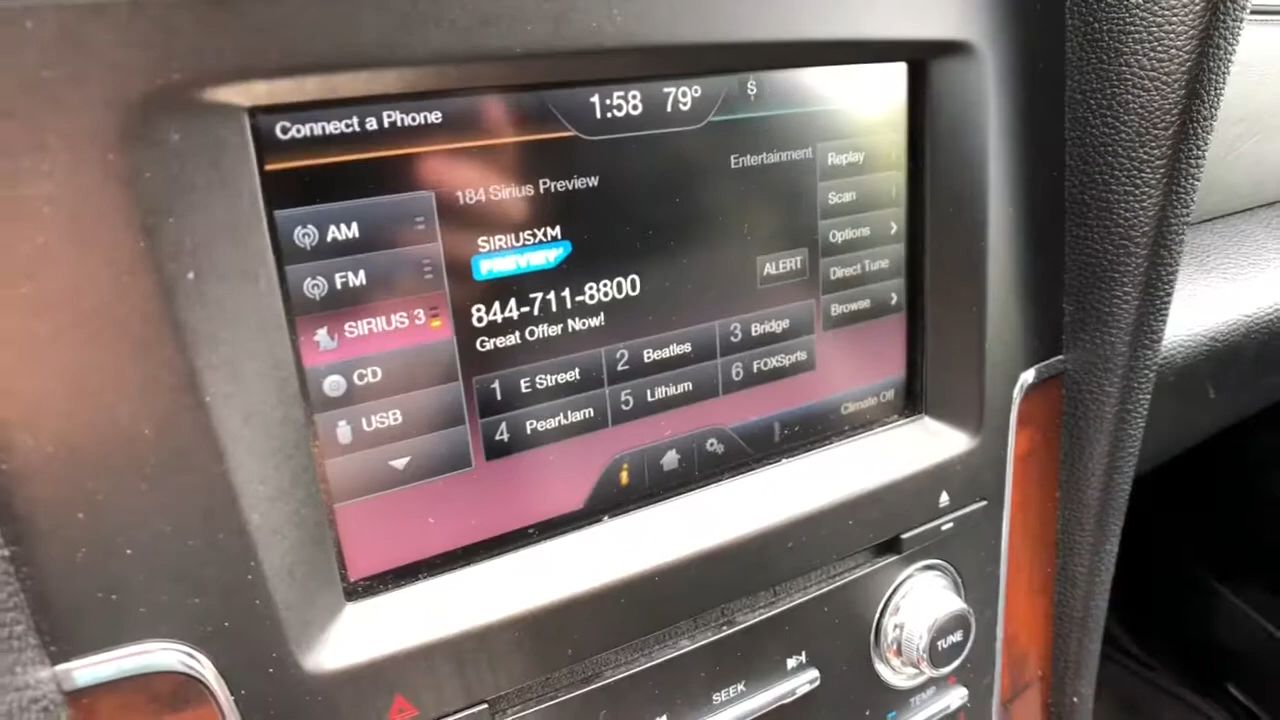 Connect a Phone
1:58 79° S
Entertainment
184 Sirius Preview
AM
FM
SIRIUS 3
CD
USB
SIRIUSXM
PREVIEW
844-711-8800
Great Offer Now!
ALERT
1 E Street
2 Beatles
3 Bridge
4 PearlJam
5 Lithium
6 FOXSprts
Replay
Scan
Options
Direct Tune
Browse
i
Climate Off
TUNE
SEEK
TEMP